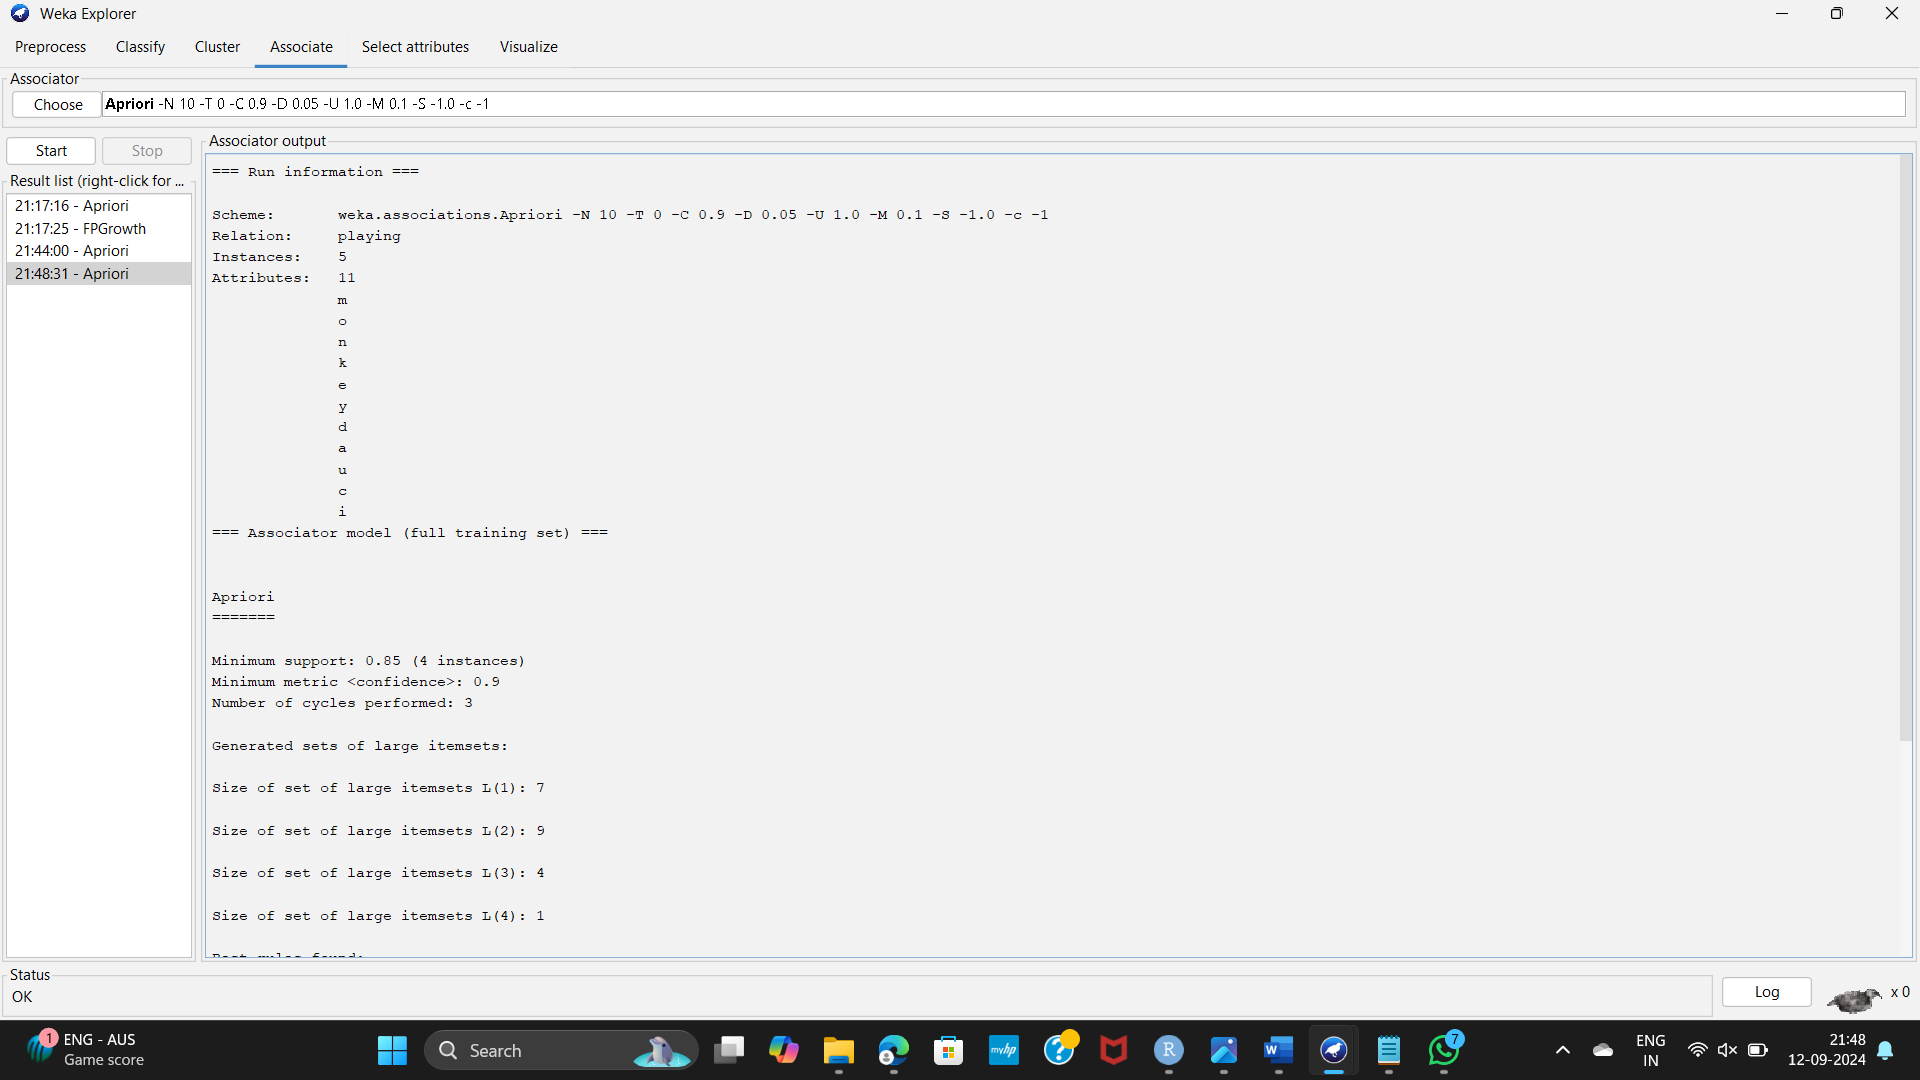 Weka Explorer
Preprocess Classify Cluster Associate Select attributes Visualize
Associator
Choose Apriori -N 10 -T 0 -C 0.9 -D 0.05 -U 1.0 -M 0.1 -S -1.0 -c -1
Start Stop
Result list (right-click for ...
21:17:16 - Apriori
21:17:25 - FPGrowth
21:44:00 - Apriori
21:48:31 - Apriori
Associator output
=== Run information ===
Scheme: weka.associations.Apriori -N 10 -T 0 -C 0.9 -D 0.05 -U 1.0 -M 0.1 -S -1.0 -c -1
Relation: playing
Instances: 5
Attributes: 11
m
o
n
k
e
y
d
a
u
c
i
=== Associator model (full training set) ===
Apriori
=======
Minimum support: 0.85 (4 instances)
Minimum metric <confidence>: 0.9
Number of cycles performed: 3
Generated sets of large itemsets:
Size of set of large itemsets L(1): 7
Size of set of large itemsets L(2): 9
Size of set of large itemsets L(3): 4
Size of set of large itemsets L(4): 1
Best rules found:
Status
OK
Log
x 0
1
ENG - AUS
Game score
Search
myhp
?
R
W
7
ENG
IN
21:48
12-09-2024